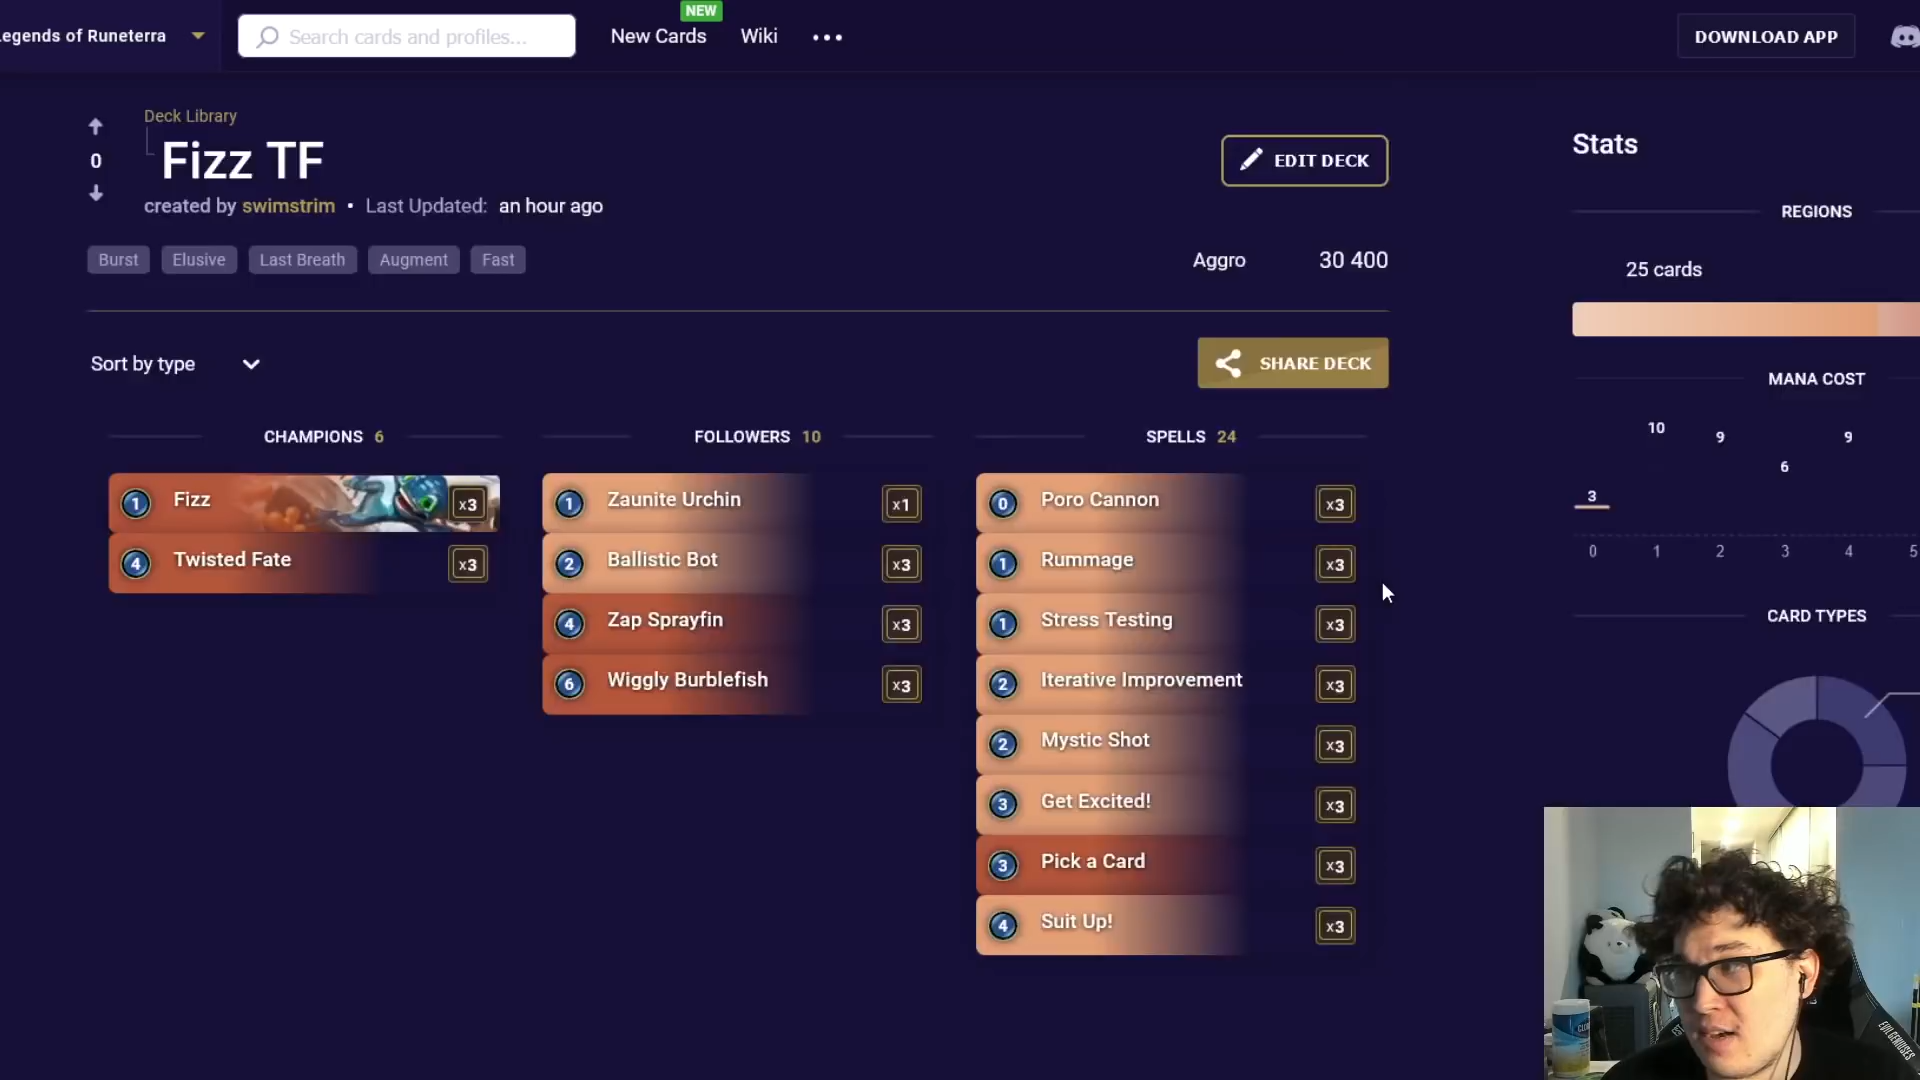 Legends of Runeterra
Search cards and profiles...
NEW
New Cards
Wiki
DOWNLOAD APP
Deck Library
0
Fizz TF
created by swimstrim • Last Updated: an hour ago
EDIT DECK
Burst
Elusive
Last Breath
Augment
Fast
Aggro
30 400
Sort by type
SHARE DECK
CHAMPIONS 6
1 Fizz x3
4 Twisted Fate x3
FOLLOWERS 10
1 Zaunite Urchin x1
2 Ballistic Bot x3
4 Zap Sprayfin x3
6 Wiggly Burblefish x3
SPELLS 24
0 Poro Cannon x3
1 Rummage x3
1 Stress Testing x3
2 Iterative Improvement x3
2 Mystic Shot x3
3 Get Excited! x3
3 Pick a Card x3
4 Suit Up! x3
Stats
REGIONS
25 cards
MANA COST
3 10 9 6 9
0 1 2 3 4 5
CARD TYPES
EVIL GENIUSES